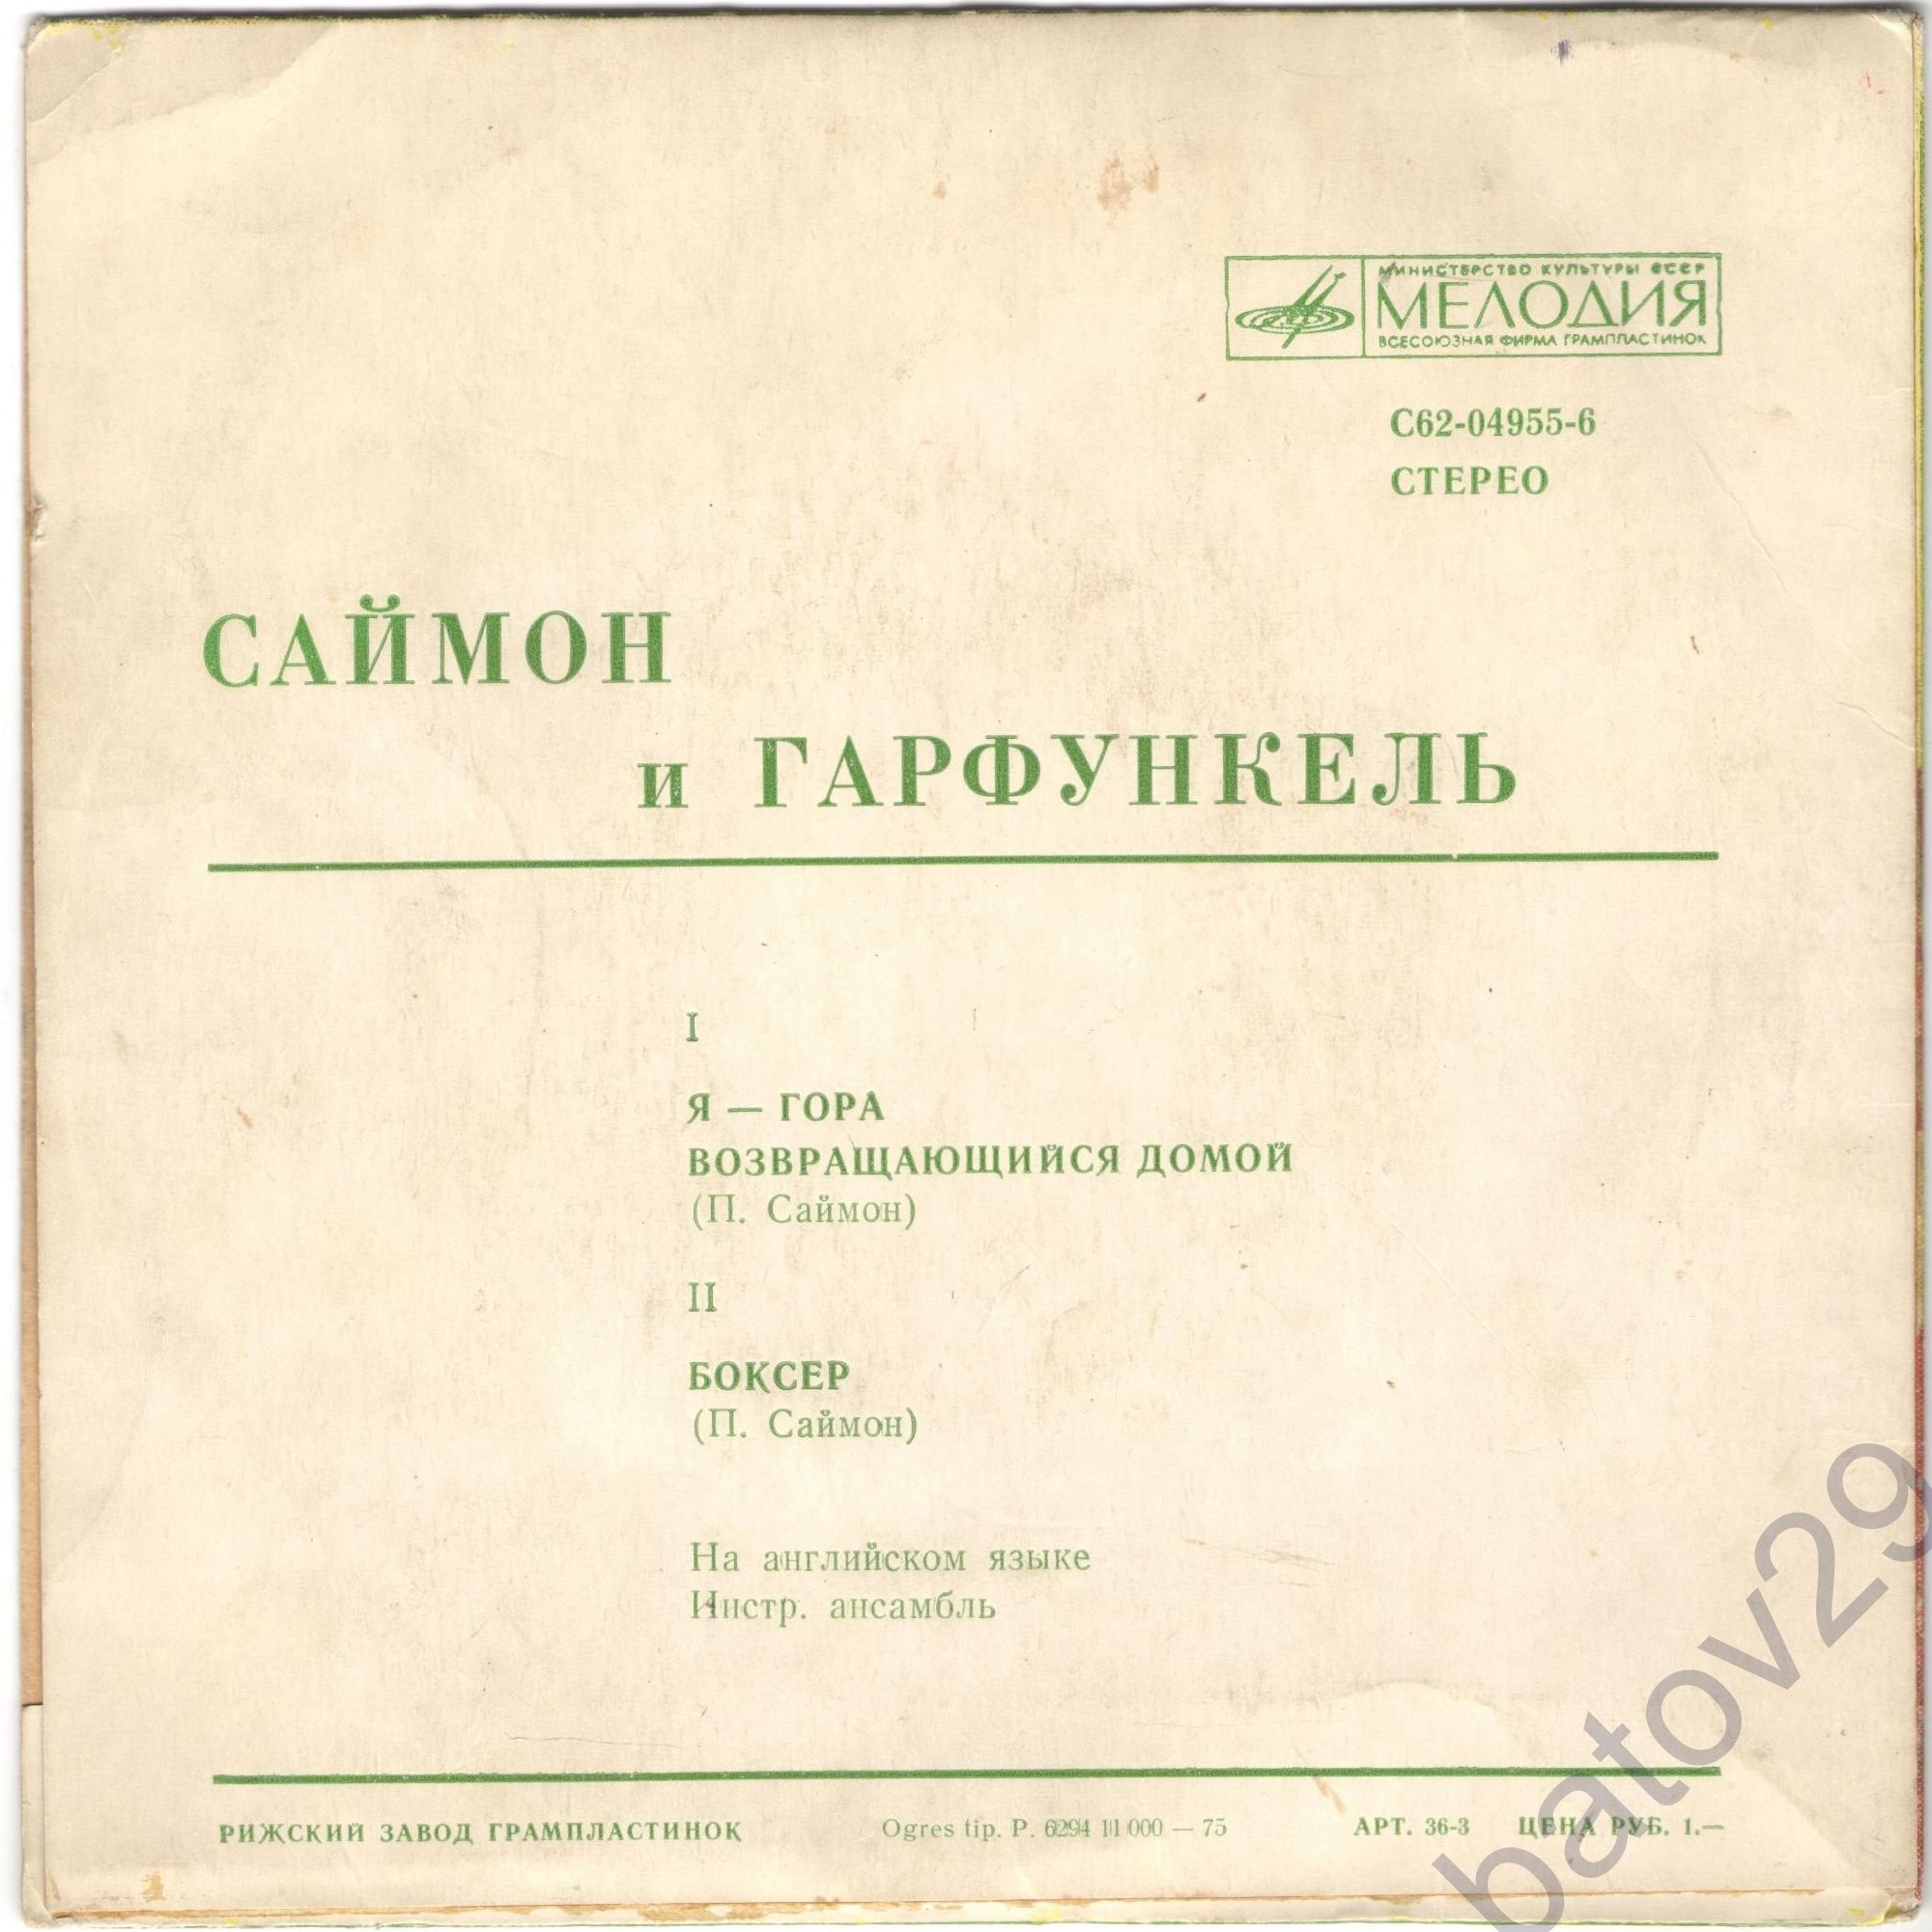 МИНИСТЕРСТВО КУЛЬТУРЫ СССР
МЕЛОДИЯ
ВСЕСОЮЗНАЯ ФИРМА ГРАМПЛАСТИНОК
С62-04955-6
СТЕРЕО
САЙМОН
и ГАРФУНКЕЛЬ
I
Я — ГОРА
ВОЗВРАЩАЮЩИЙСЯ ДОМОЙ
(П. Саймон)
II
БОКСЕР
(П. Саймон)
На английском языке
Инстр. ансамбль
РИЖСКИЙ ЗАВОД ГРАМПЛАСТИНОК Ogres tip. P. 6294 11 000 — 75 АРТ. 36-3 ЦЕНА РУБ. 1.—
batov29